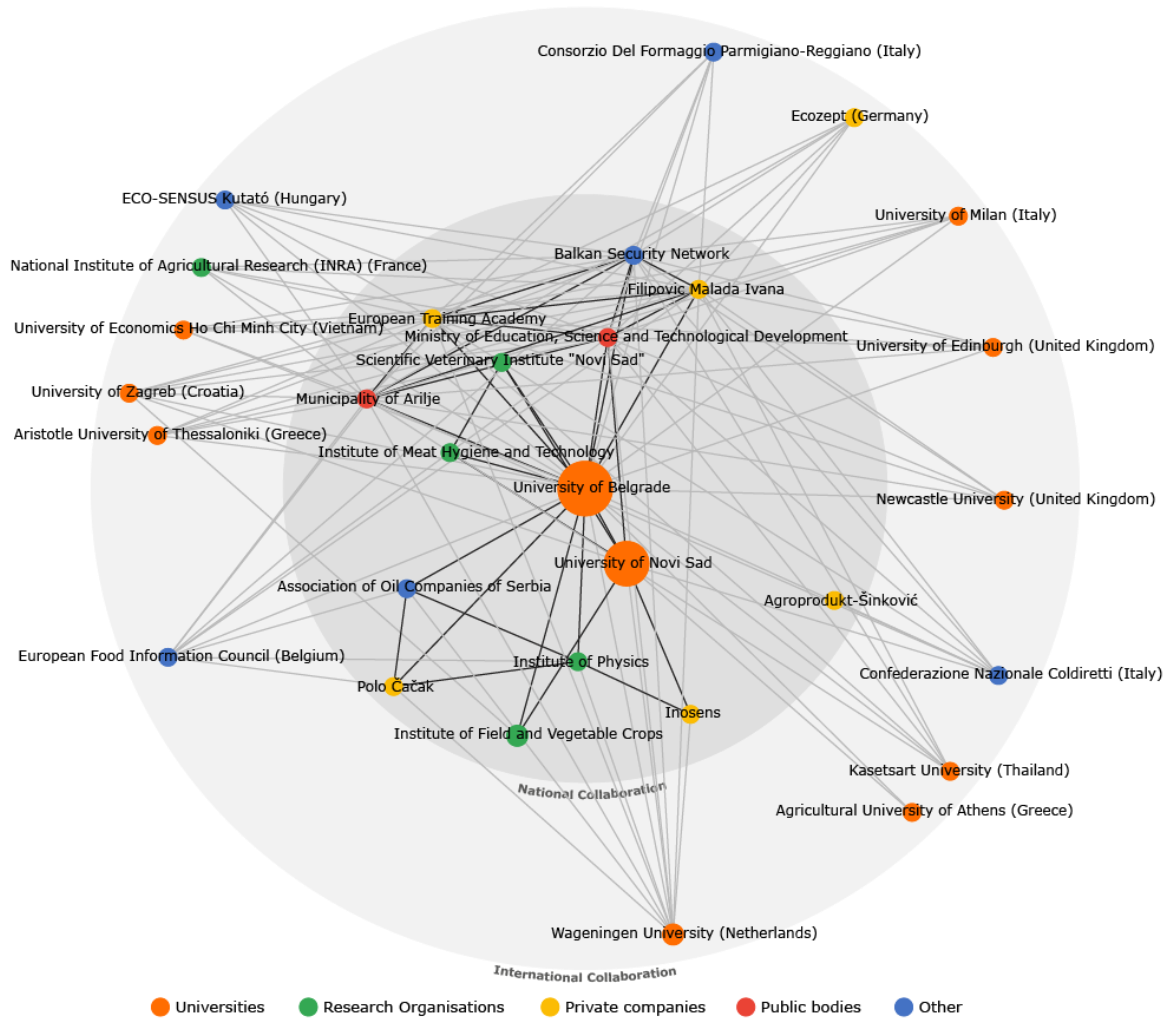 Consorzio Del Formaggio Parmigiano-Reggiano (Italy)
Ecozept (Germany)
ECO-SENSUS Kutató (Hungary)
University of Milan (Italy)
Balkan Security Network
National Institute of Agricultural Research (INRA) (France)
Filipovic Malada Ivana
European Training Academy
University of Economics Ho Chi Minh City (Vietnam)
Ministry of Education, Science and Technological Development
University of Edinburgh (United Kingdom)
Scientific Veterinary Institute "Novi Sad"
University of Zagreb (Croatia)
Municipality of Arilje
Aristotle University of Thessaloniki (Greece)
Institute of Meat Hygiene and Technology
University of Belgrade
Newcastle University (United Kingdom)
University of Novi Sad
Association of Oil Companies of Serbia
Agroprodukt-Šinković
European Food Information Council (Belgium)
Institute of Physics
Confederazione Nazionale Coldiretti (Italy)
Polo Čačak
Inosens
Institute of Field and Vegetable Crops
Kasetsart University (Thailand)
National Collaboration
Agricultural University of Athens (Greece)
Wageningen University (Netherlands)
International Collaboration
Universities Research Organisations Private companies Public bodies Other